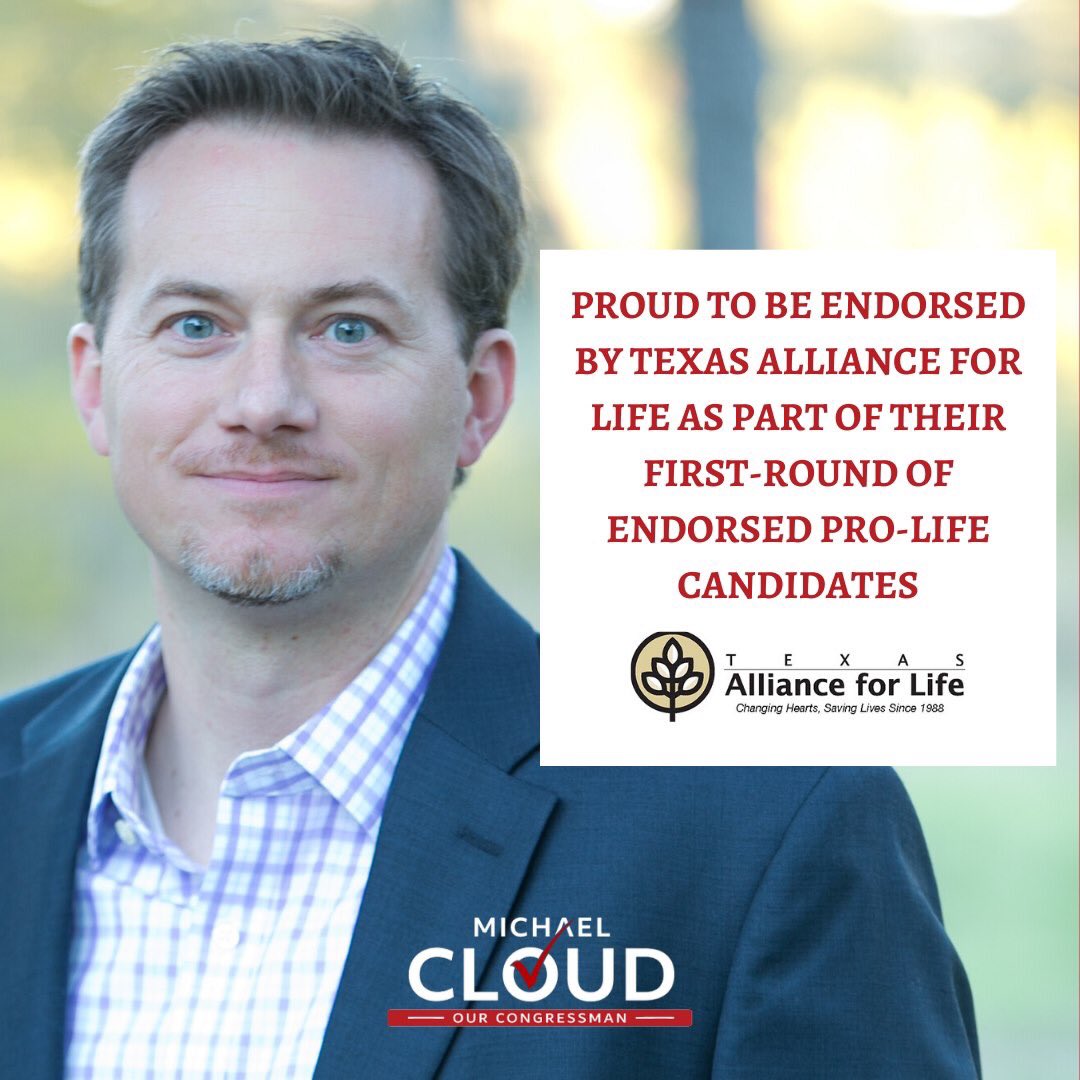 PROUD TO BE ENDORSED
BY TEXAS ALLIANCE FOR
LIFE AS PART OF THEIR
FIRST-ROUND OF
ENDORSED PRO-LIFE
CANDIDATES
TEXAS
Alliance for Life
Changing Hearts, Saving Lives Since 1988
MICHAEL
CLOUD
OUR CONGRESSMAN